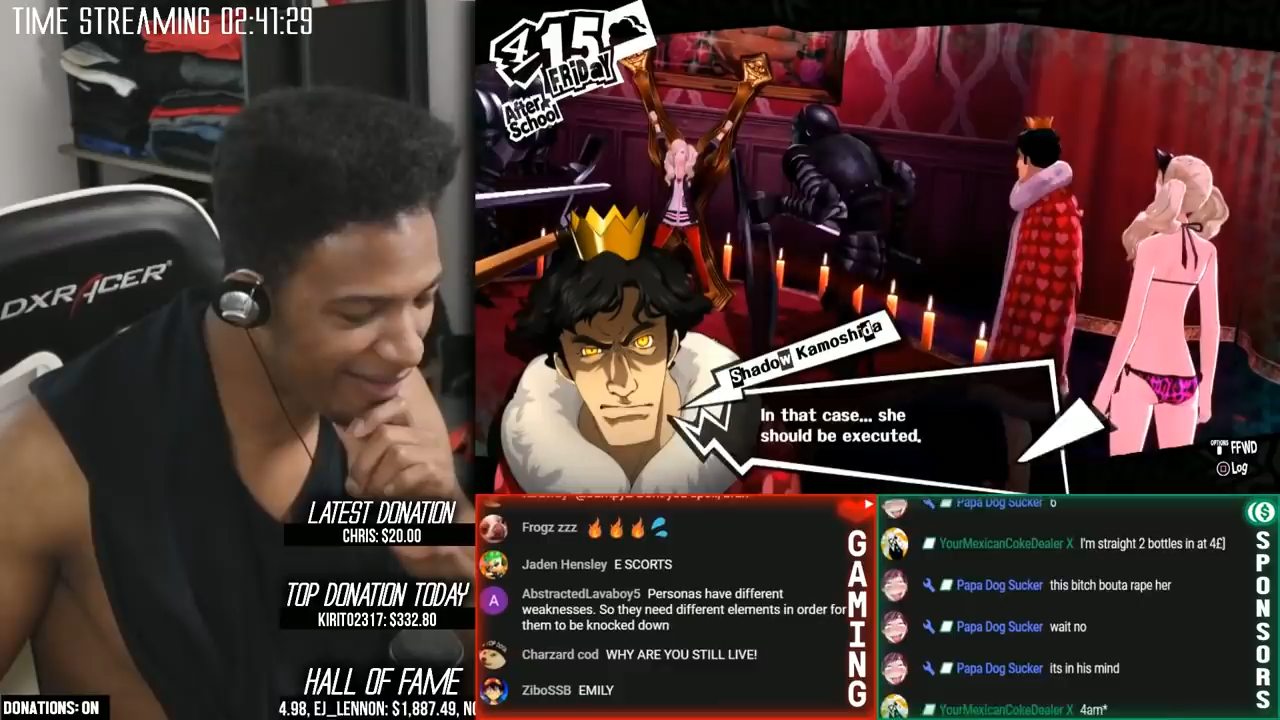 TIME STREAMING 02:41:29
4 15
FRiDaY
After School
DXRACER
Shadow Kamoshida
In that case... she
should be executed.
OPTIONS FFWD
Log
LATEST DONATION
CHRIS: $20.00
TOP DONATION TODAY
KIRITO2317: $332.80
HALL OF FAME
4.98, EJ_LENNON: $1,887.49, NO
DONATIONS: ON
Frogz zzz 🔥🔥🔥💦
Jaden Hensley E SCORTS
AbstractedLavaboy5 Personas have different
weaknesses. So they need different elements in order for
them to be knocked down
Charzard cod WHY ARE YOU STILL LIVE!
ZiboSSB EMILY
GAMING
Papa Dog Sucker 6
YourMexicanCokeDealer X I'm straight 2 bottles in at 4£]
Papa Dog Sucker this bitch bouta rape her
Papa Dog Sucker wait no
Papa Dog Sucker its in his mind
YourMexicanCokeDealer X 4am*
SPONSORS